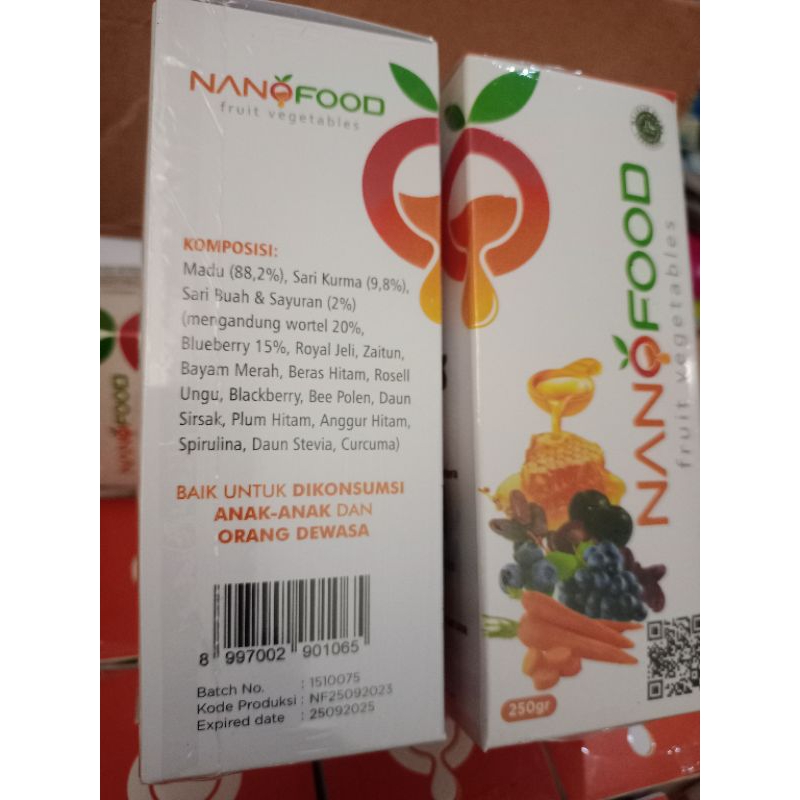 NANOFOOD
fruit vegetables
KOMPOSISI:
Madu (88,2%), Sari Kurma (9,8%),
Sari Buah & Sayuran (2%)
(mengandung wortel 20%,
Blueberry 15%, Royal Jeli, Zaitun,
Bayam Merah, Beras Hitam, Rosell
Ungu, Blackberry, Bee Polen, Daun
Sirsak, Plum Hitam, Anggur Hitam,
Spirulina, Daun Stevia, Curcuma)
BAIK UNTUK DIKONSUMSI
ANAK-ANAK DAN
ORANG DEWASA
8 997002 901065
Batch No. : 1510075
Kode Produksi : NF25092023
Expired date : 25092025
NANOFOOD
fruit vegetables
250gr
NANOFOOD